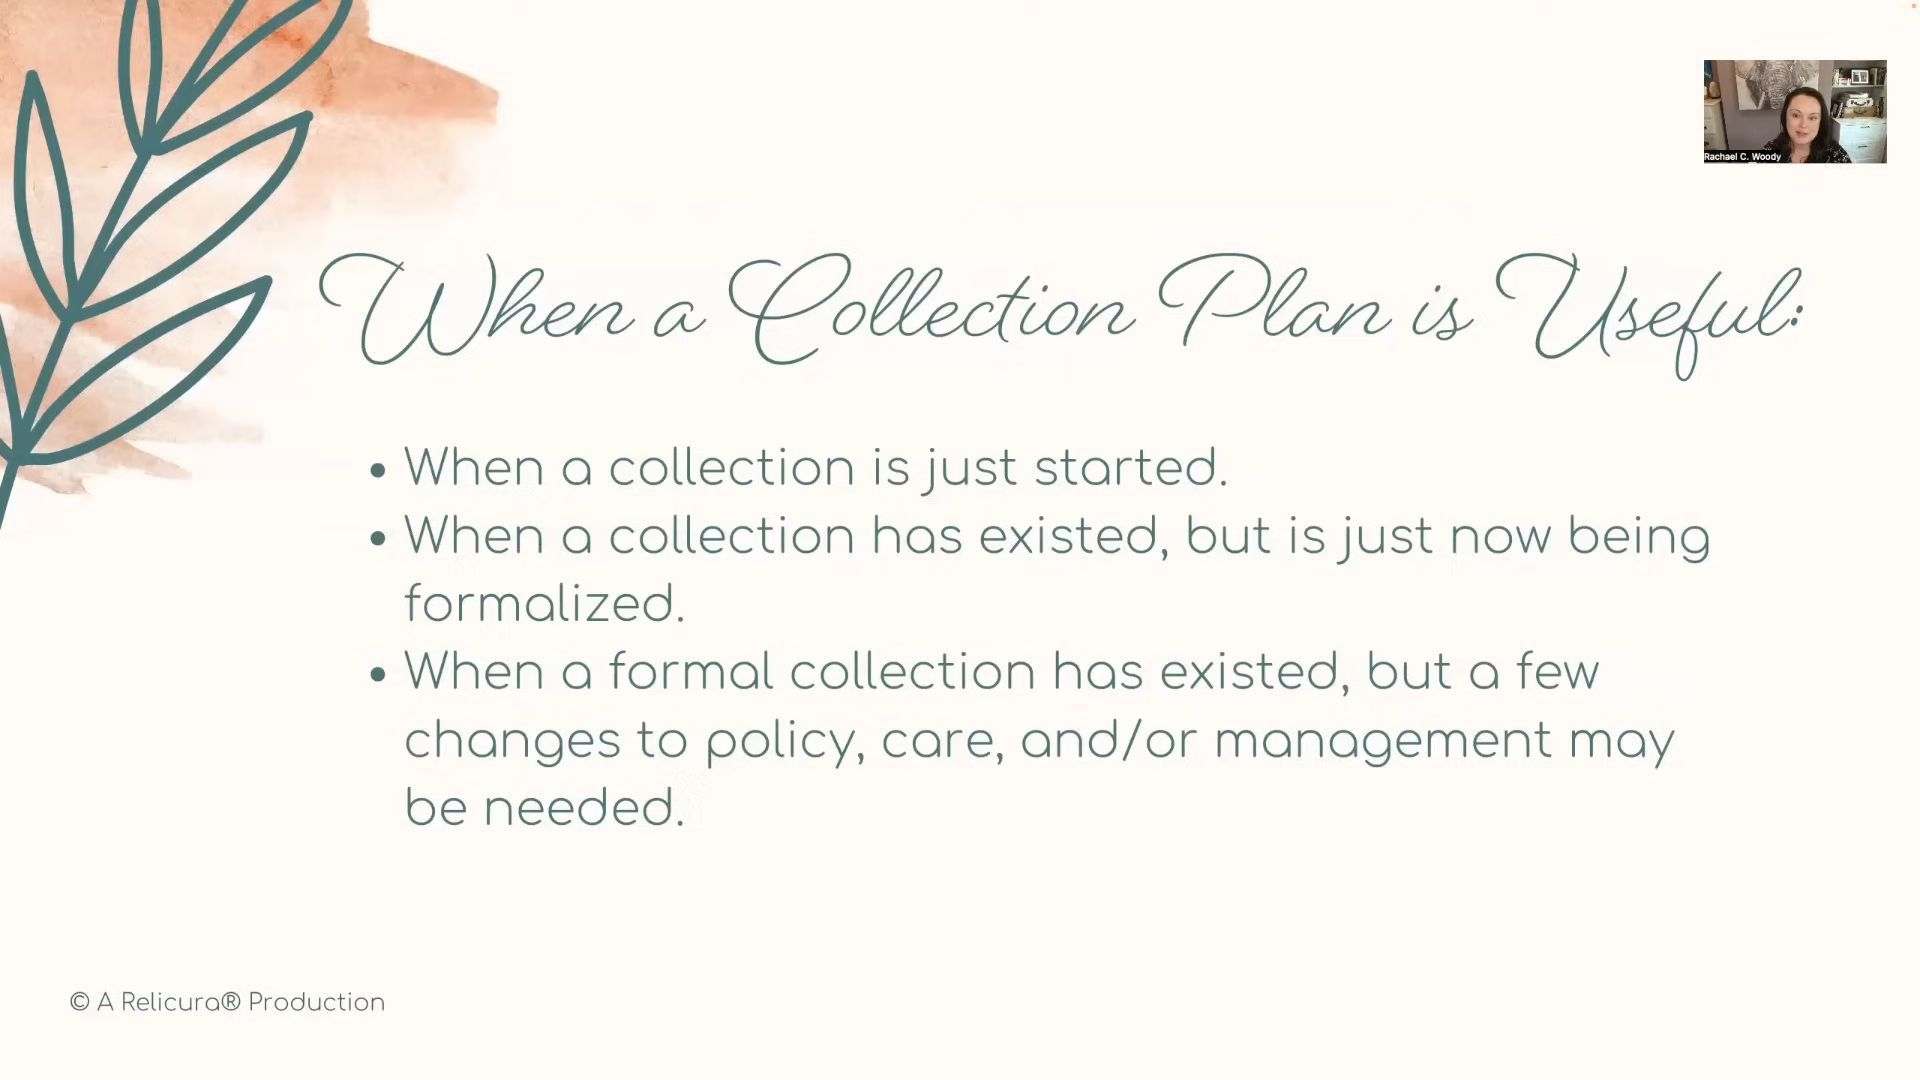 Rachael C. Woody
When a Collection Plan is Useful:
• When a collection is just started.
• When a collection has existed, but is just now being
formalized.
• When a formal collection has existed, but a few
changes to policy, care, and/or management may
be needed.
© A Relicura® Production